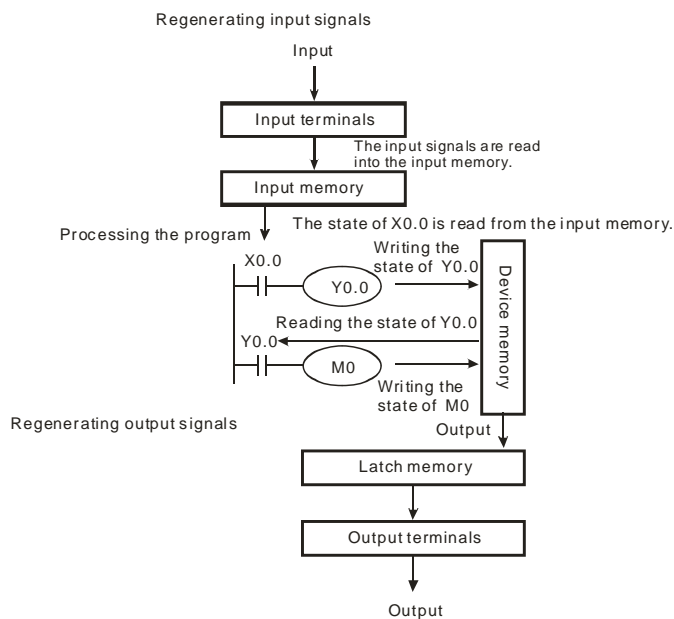 Regenerating input signals
Input
Input terminals
The input signals are read
into the input memory.
Input memory
The state of X0.0 is read from the input memory.
Processing the program
Writing the
state of Y0.0
X0.0
Y0.0
Device memory
Reading the state of Y0.0
Y0.0
M0
Writing the
state of M0
Regenerating output signals
Output
Latch memory
Output terminals
Output